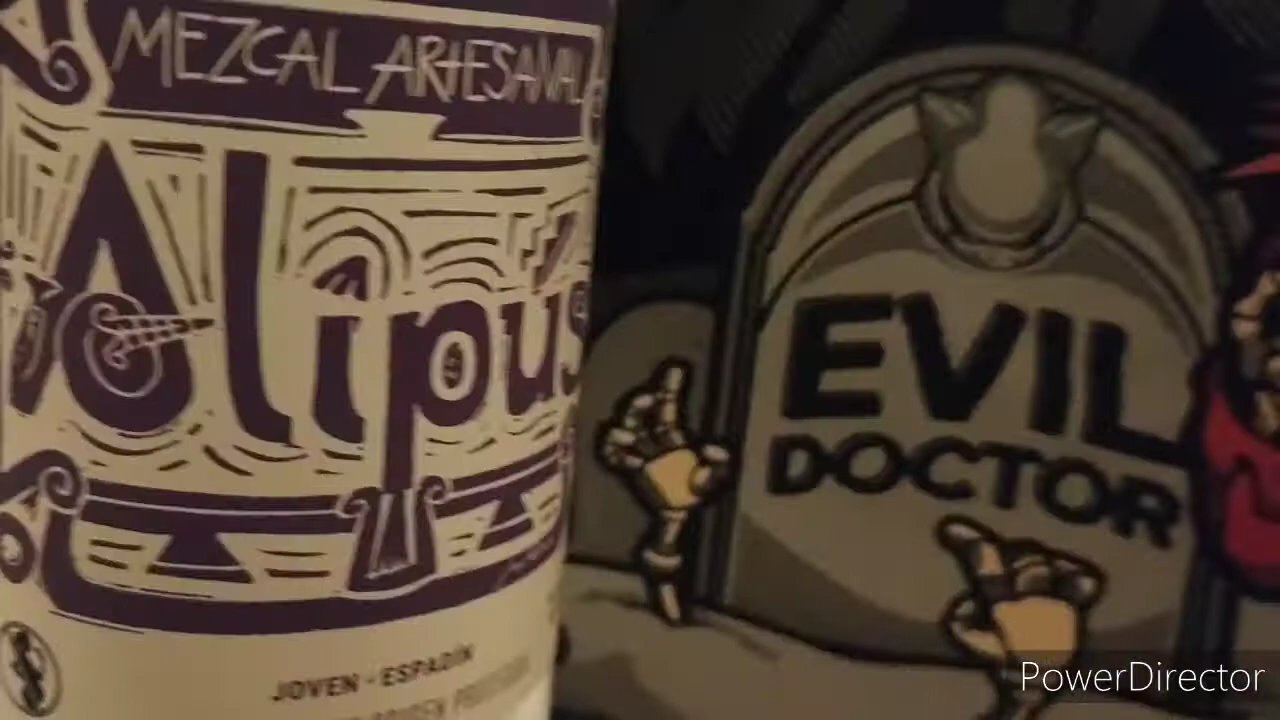 MEZCAL ARTESANAL
Alipús
JOVEN - ESPADÍN
EVIL
DOCTOR
PowerDirector